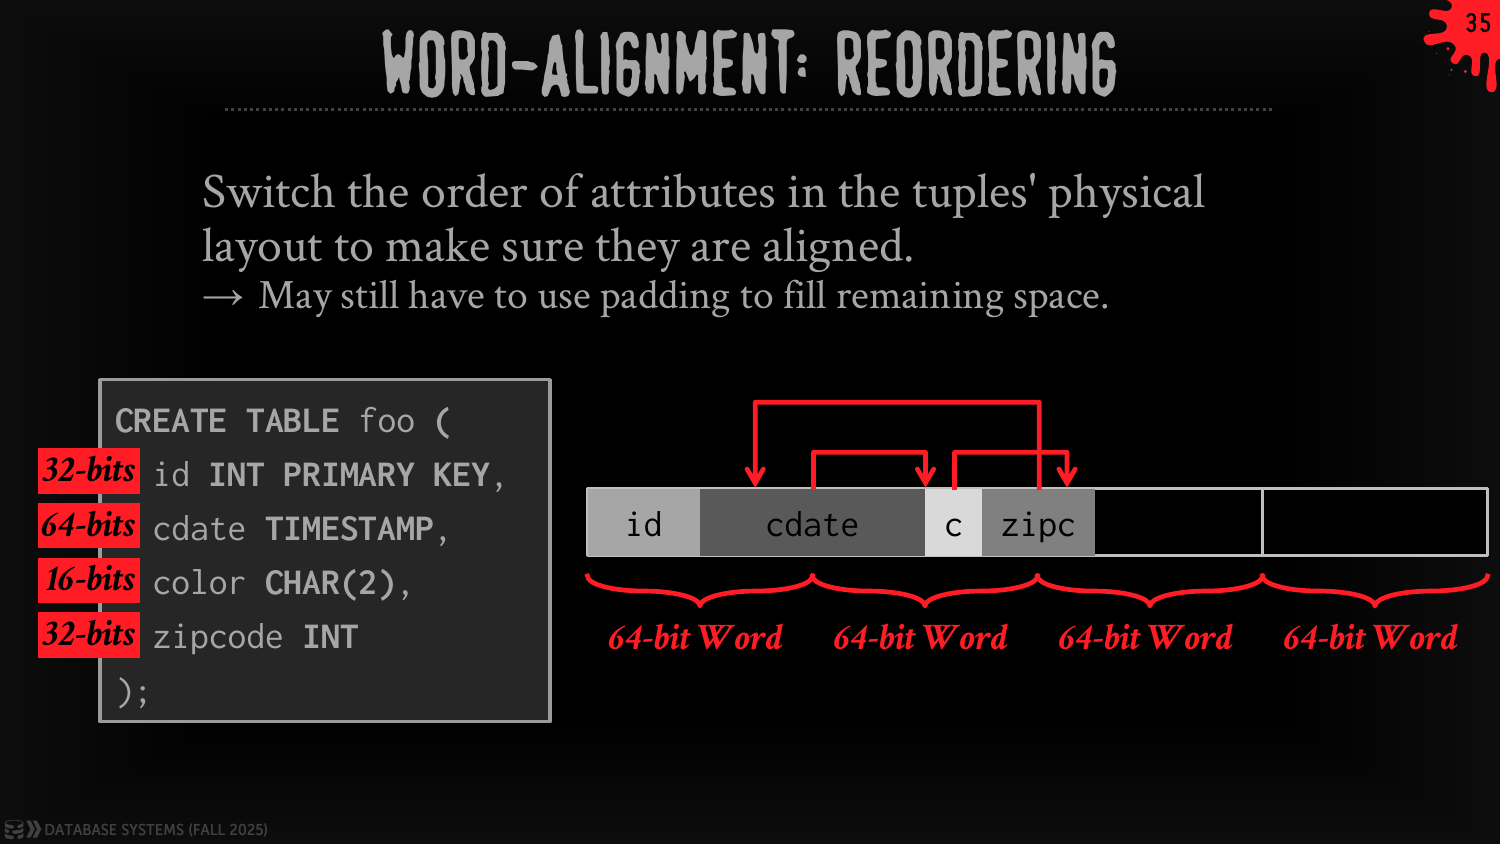 35
WORD-ALIGNMENT: REORDERING
Switch the order of attributes in the tuples' physical
layout to make sure they are aligned.
→ May still have to use padding to fill remaining space.
CREATE TABLE foo (
32-bits id INT PRIMARY KEY,
64-bits cdate TIMESTAMP,
16-bits color CHAR(2),
32-bits zipcode INT
);
id cdate c zipc
64-bit Word 64-bit Word 64-bit Word 64-bit Word
DATABASE SYSTEMS (FALL 2025)